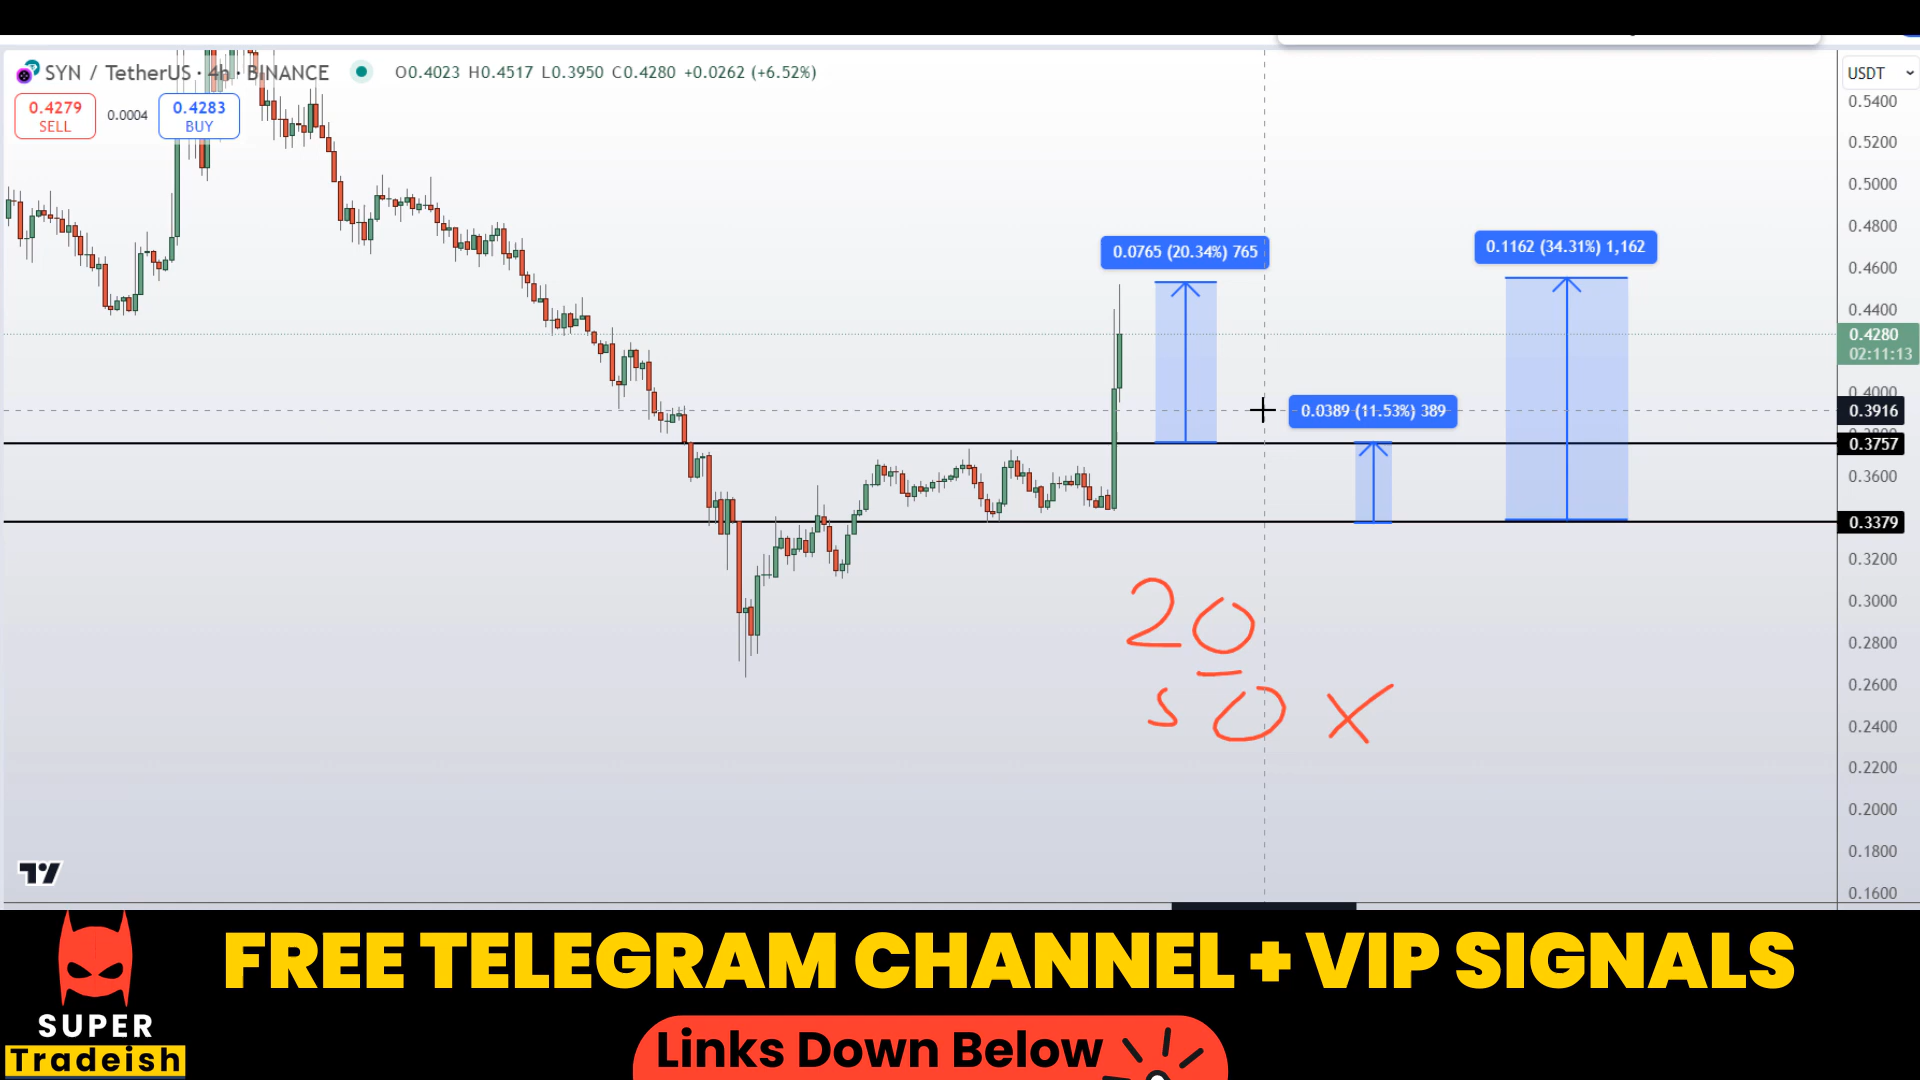 SYN / TetherUS · 4h · BINANCE
O0.4023 H0.4517 L0.3950 C0.4280 +0.0262 (+6.52%)
USDT
0.4279
SELL
0.0004
0.4283
BUY
0.5400
0.5200
0.5000
0.4800
0.4600
0.4400
0.4280
02:11:13
0.4000
0.3916
0.3757
0.3600
0.3379
0.3200
0.3000
0.2800
0.2600
0.2400
0.2200
0.2000
0.1800
0.1600
0.0765 (20.34%) 765
0.1162 (34.31%) 1,162
0.0389 (11.53%) 389
20
50 X
FREE TELEGRAM CHANNEL + VIP SIGNALS
SUPER
Tradeish
Links Down Below